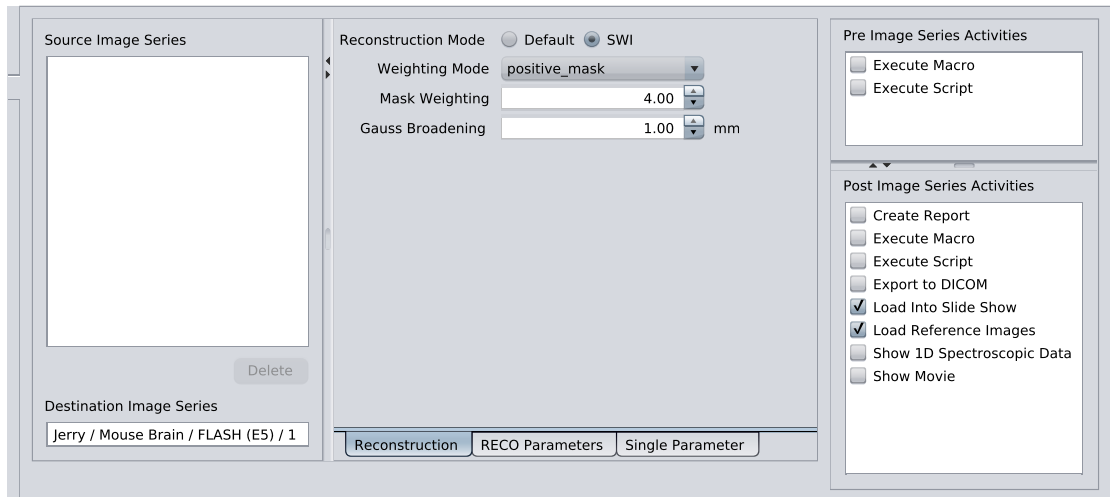 Source Image Series
Delete
Destination Image Series
Jerry / Mouse Brain / FLASH (E5) / 1
Reconstruction Mode Default SWI
Weighting Mode positive_mask
Mask Weighting 4.00
Gauss Broadening 1.00 mm
Reconstruction RECO Parameters Single Parameter
Pre Image Series Activities
Execute Macro
Execute Script
Post Image Series Activities
Create Report
Execute Macro
Execute Script
Export to DICOM
Load Into Slide Show
Load Reference Images
Show 1D Spectroscopic Data
Show Movie